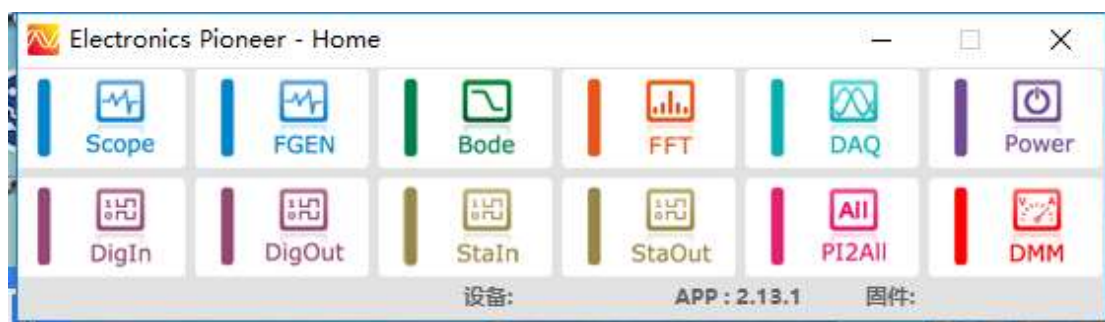 Electronics Pioneer - Home
Scope FGEN Bode FFT DAQ Power
All
DigIn DigOut StaIn StaOut PI2All DMM
设备: APP : 2.13.1 固件: